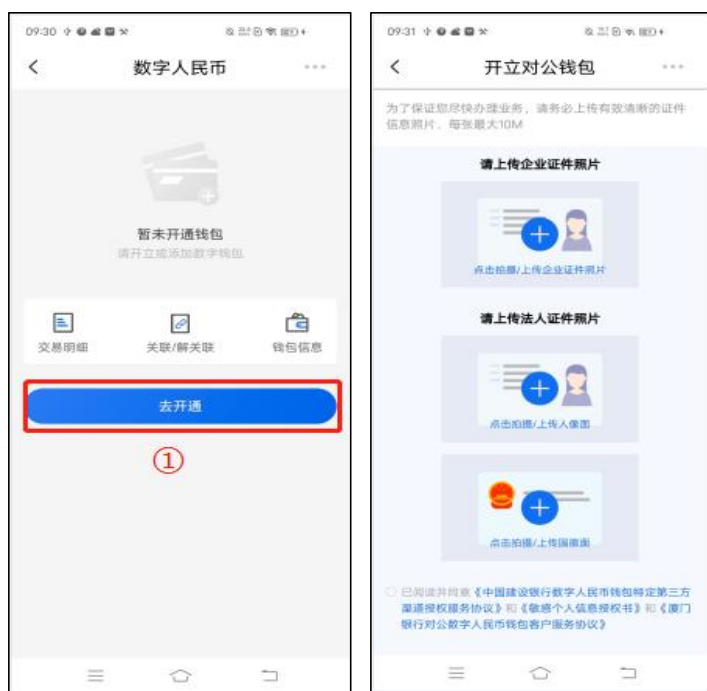 09:30
数字人民币
暂未开通钱包
请开立或添加数字钱包
交易明细
关联/解关联
钱包信息
去开通
①
09:31
开立对公钱包
为了保证您尽快办理业务，请务必上传有效清晰的证件
信息照片，每张最大10M
请上传企业证件照片
点击拍摄/上传企业证件照片
请上传法人证件照片
点击拍摄/上传人像面
点击拍摄/上传国徽面
已阅读并同意《中国建设银行数字人民币钱包特定第三方
渠道授权服务协议》和《敏感个人信息授权书》和《厦门
银行对公数字人民币钱包客户服务协议》